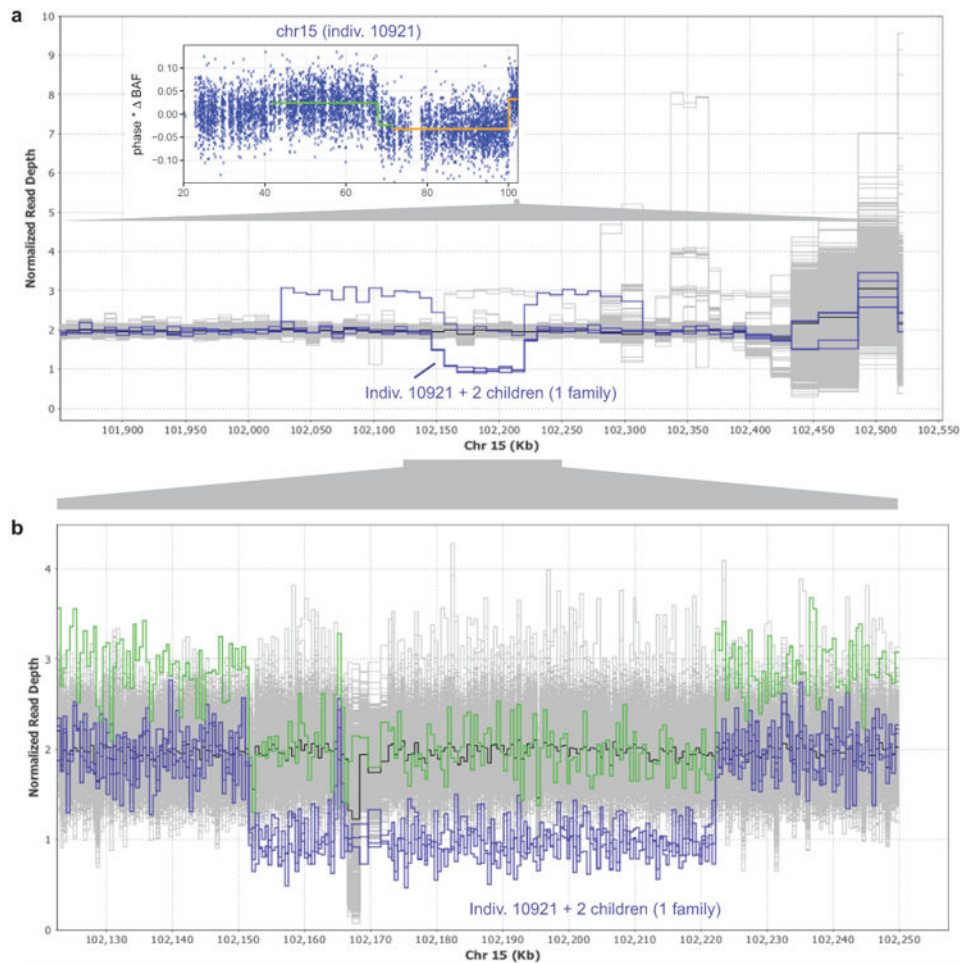 a
10
9
8
7
6
5
4
3
2
1
0
Normalized Read Depth
chr15 (indiv. 10921)
phase * Δ BAF
0.10
0.05
0.00
−0.05
−0.10
20 40 60 80 100
Indiv. 10921 + 2 children (1 family)
101,900 101,950 102,000 102,050 102,100 102,150 102,200 102,250 102,300 102,350 102,400 102,450 102,500 102,550
Chr 15 (Kb)
b
4
3
2
1
0
Normalized Read Depth
Indiv. 10921 + 2 children (1 family)
102,130 102,140 102,150 102,160 102,170 102,180 102,190 102,200 102,210 102,220 102,230 102,240 102,250
Chr 15 (Kb)